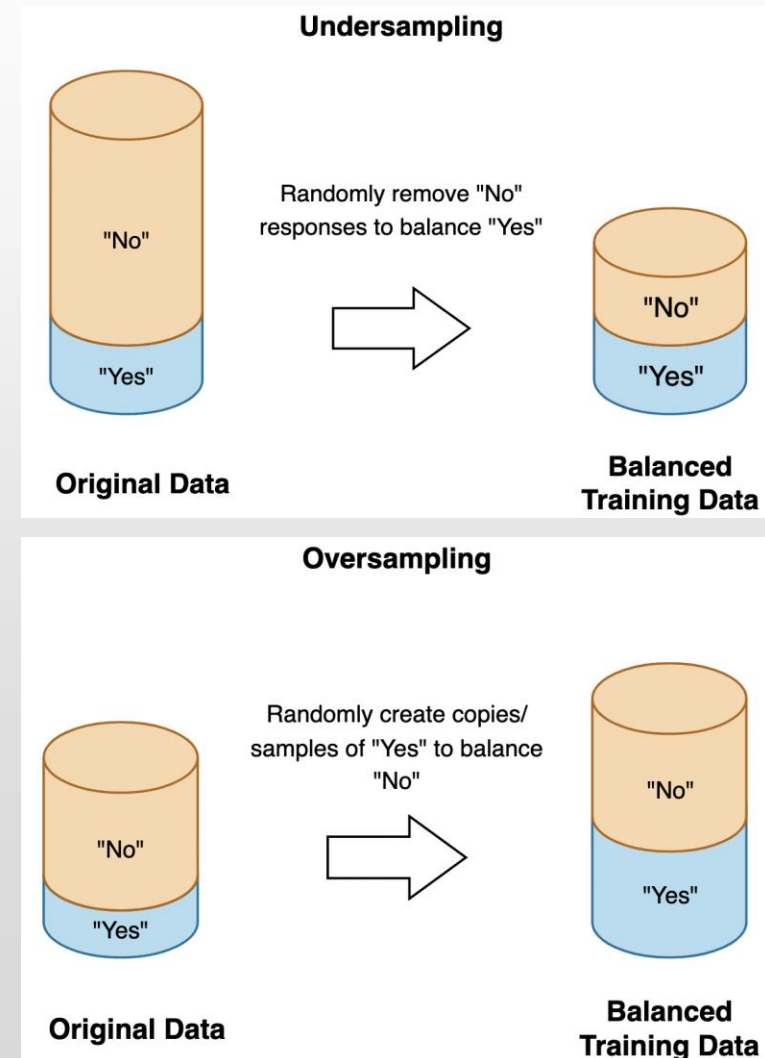 Undersampling
"No"
"Yes"
Original Data
Randomly remove "No"
responses to balance "Yes"
"No"
"Yes"
Balanced
Training Data
Oversampling
"No"
"Yes"
Original Data
Randomly create copies/
samples of "Yes" to balance
"No"
"No"
"Yes"
Balanced
Training Data